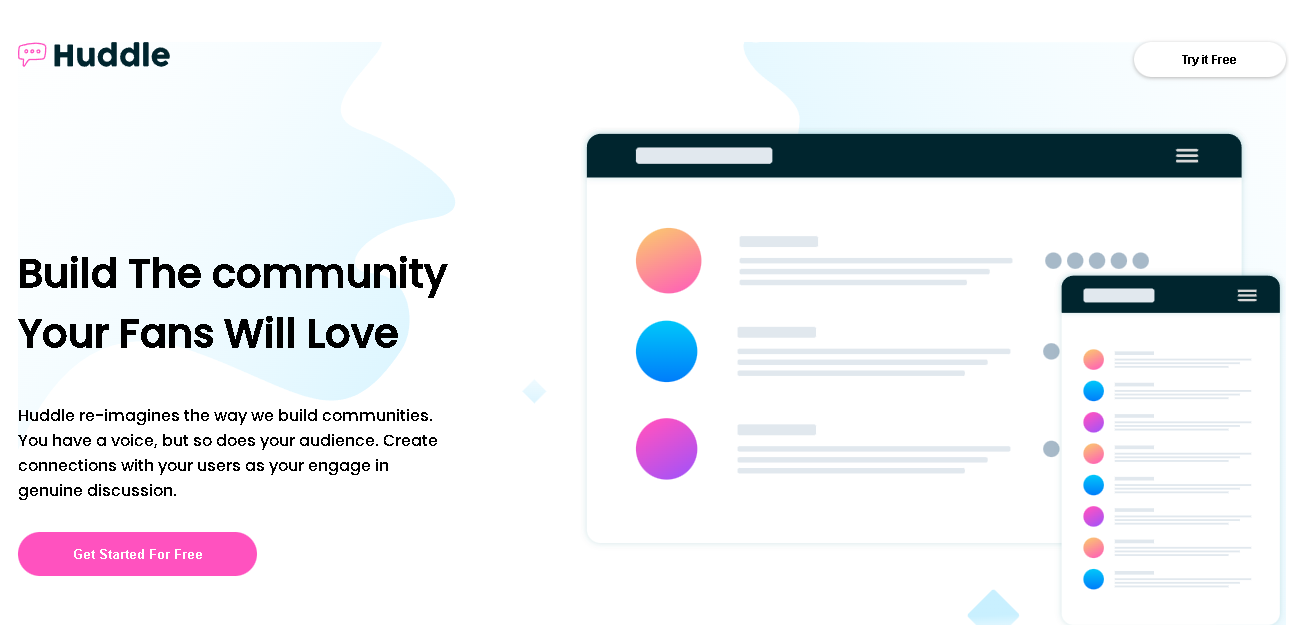 Huddle
Try it Free
Build The community
Your Fans Will Love
Huddle re-imagines the way we build communities.
You have a voice, but so does your audience. Create
connections with your users as your engage in
genuine discussion.
Get Started For Free